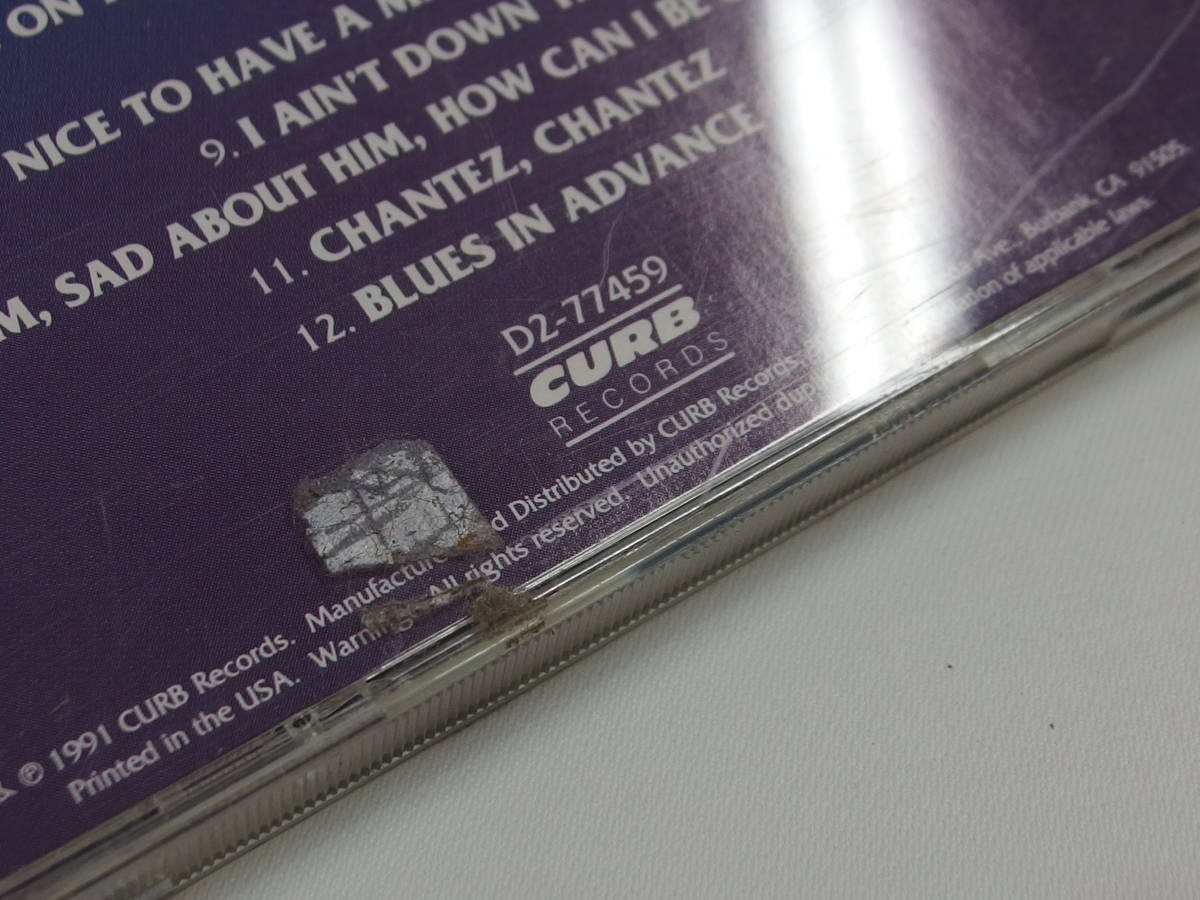 ON
NICE TO HAVE A
9. I AIN'T DOWN
SAD ABOUT HIM, HOW CAN I BE
11. CHANTEZ, CHANTEZ
12. BLUES IN ADVANCE
D2-77459
CURB
RECORDS
& ℗ 1991 CURB Records. Manufactured Distributed by CURB Records, Ave., Burbank, CA 91505.
Printed in the USA. Warning: All rights reserved. Unauthorized of applicable laws.